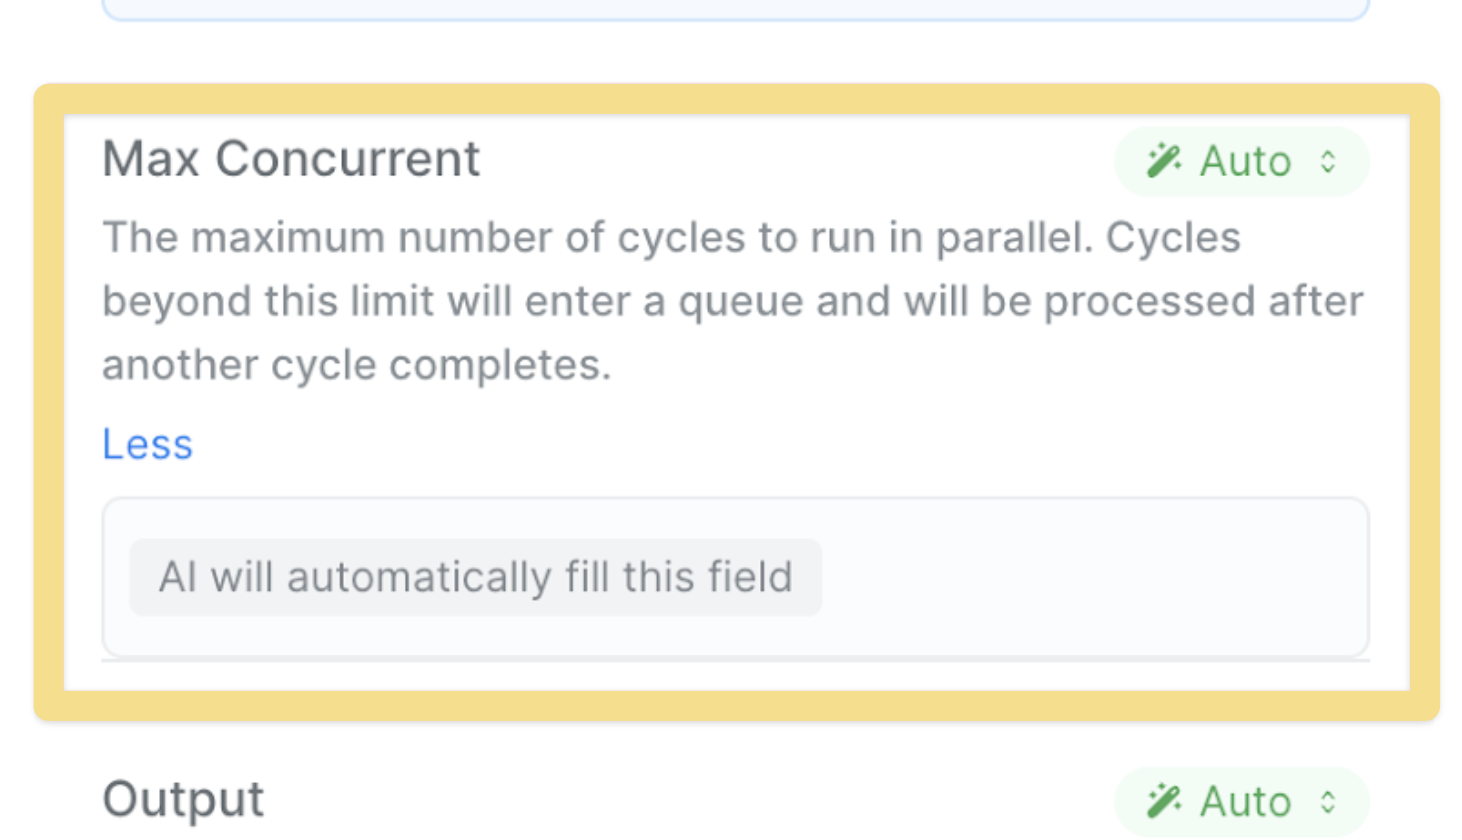 Max Concurrent
Auto
The maximum number of cycles to run in parallel. Cycles
beyond this limit will enter a queue and will be processed after
another cycle completes.
Less
AI will automatically fill this field
Output
Auto